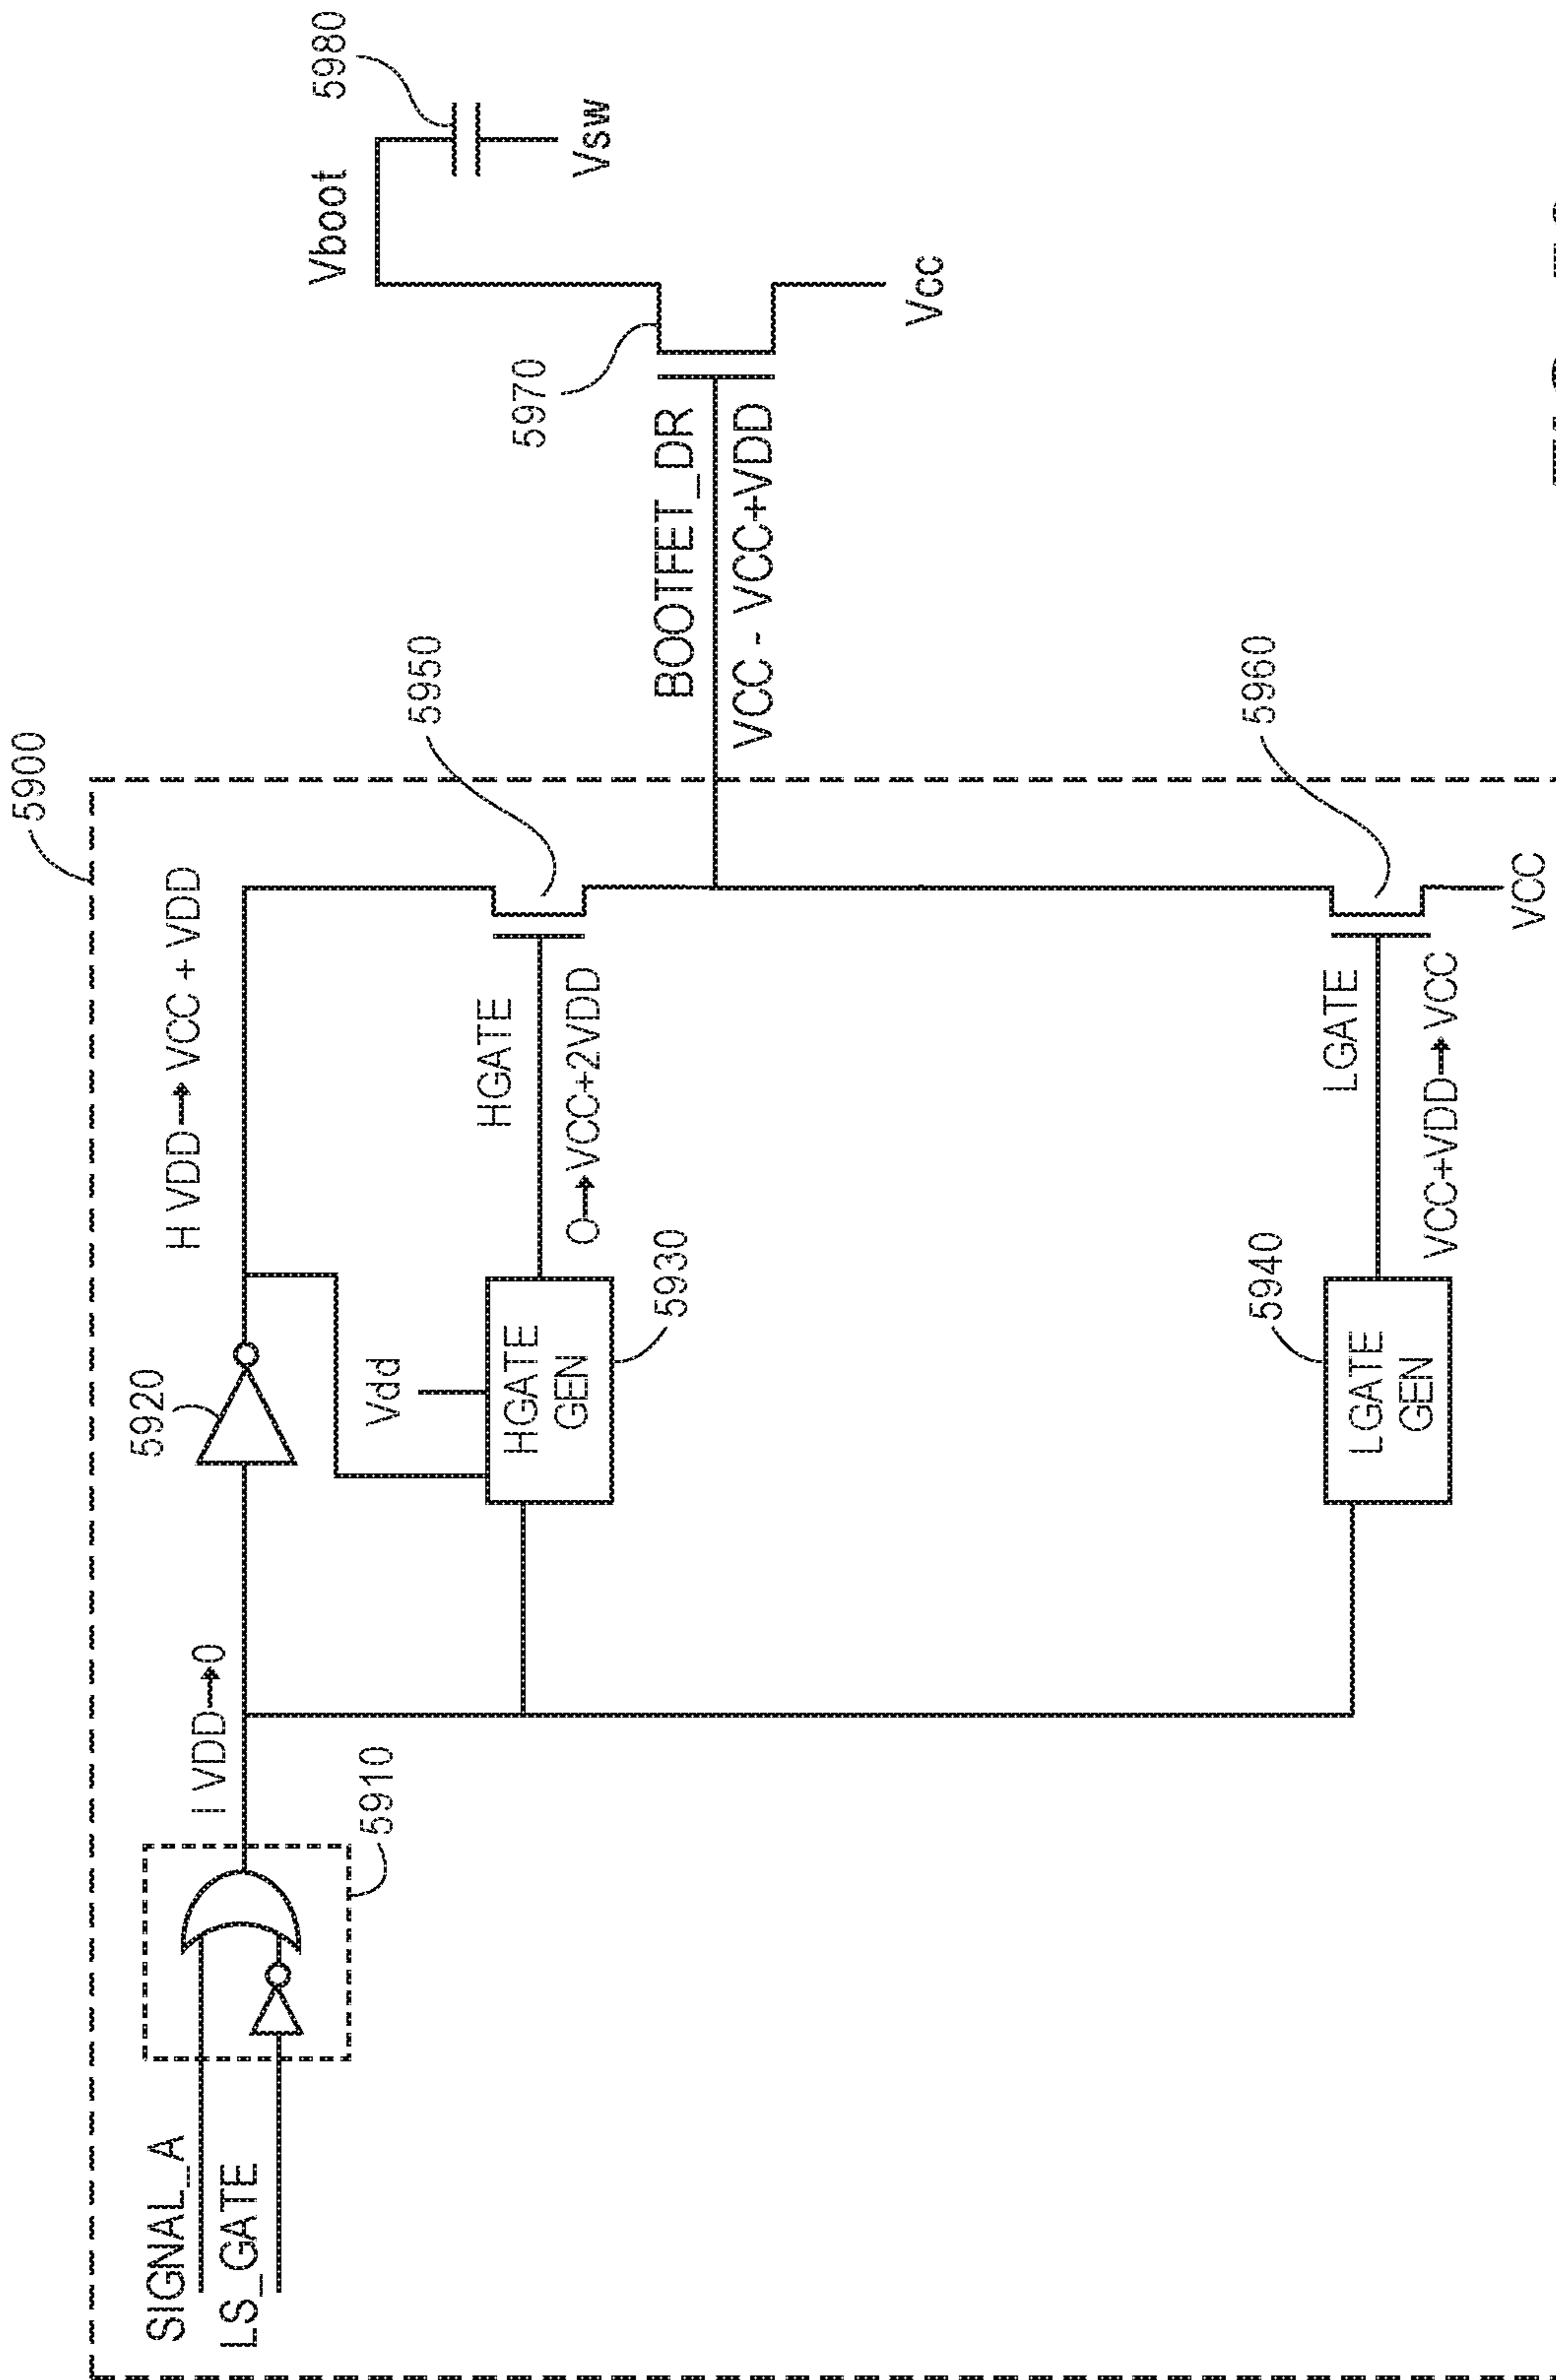 5900
SIGNAL_A
LS_GATE
5910
I VDD→0
5920
H VDD→VCC + VDD
Vdd
HGATE
GEN
5930
HGATE
O→VCC+2VDD
5950
BOOTFET_DR
VCC - VCC+VDD
5970
Vboot
5980
Vsw
Vcc
LGATE
GEN
5940
LGATE
VCC+VDD→VCC
5960
VCC